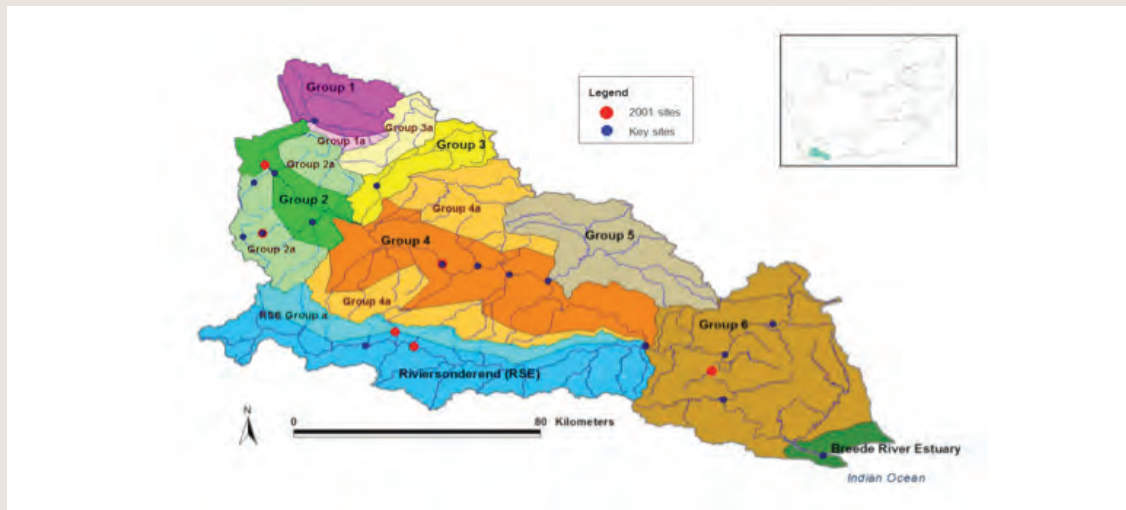 Group 1
Group 1a
Group 3a
Group 3
Group 2a
Group 2
Group 2a
Group 4a
Group 4
Group 5
Group 4a
RSE Group a
Riviersonderend (RSE)
Group 6
Breede River Estuary
Indian Ocean
Legend
2001 sites
Key sites
N
0 80 Kilometers